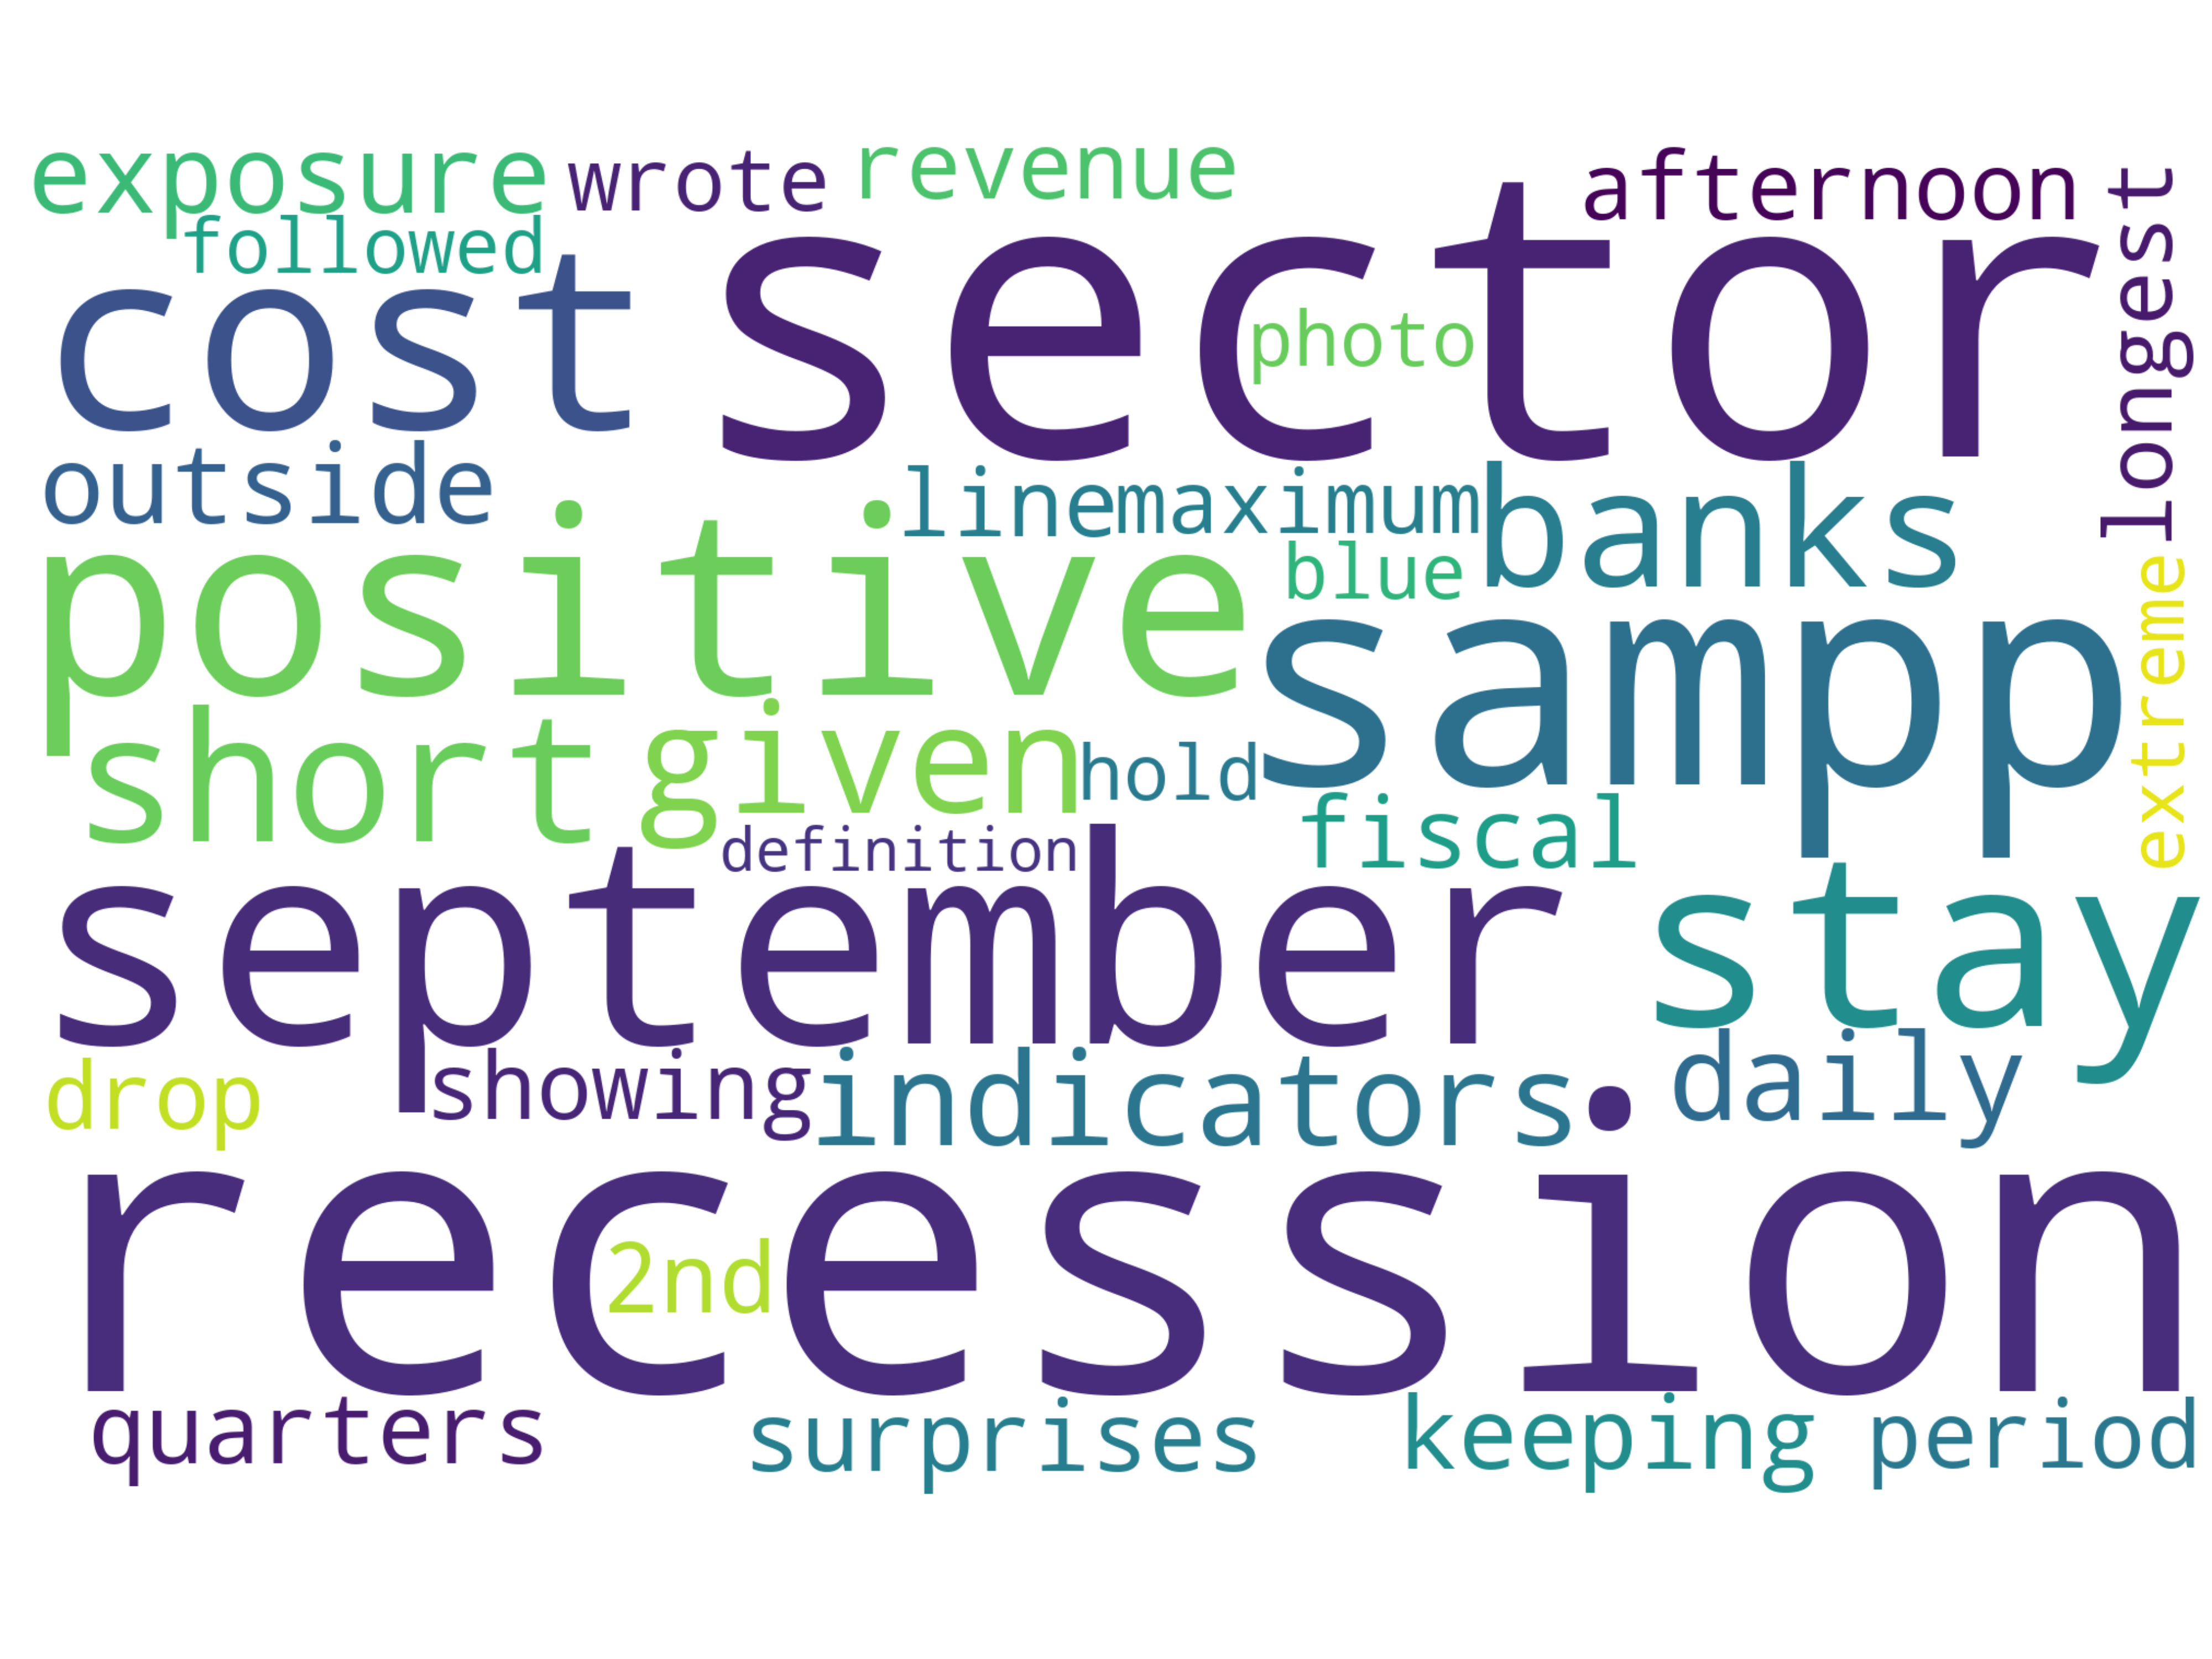 exposure wrote revenue afternoon
followed
cost sector
photo
longest
outside line maximum banks
positive blue sampp
extreme
short given hold
definition fiscal
september stay
drop showing indicators daily
recession
2nd
quarters surprises keeping period